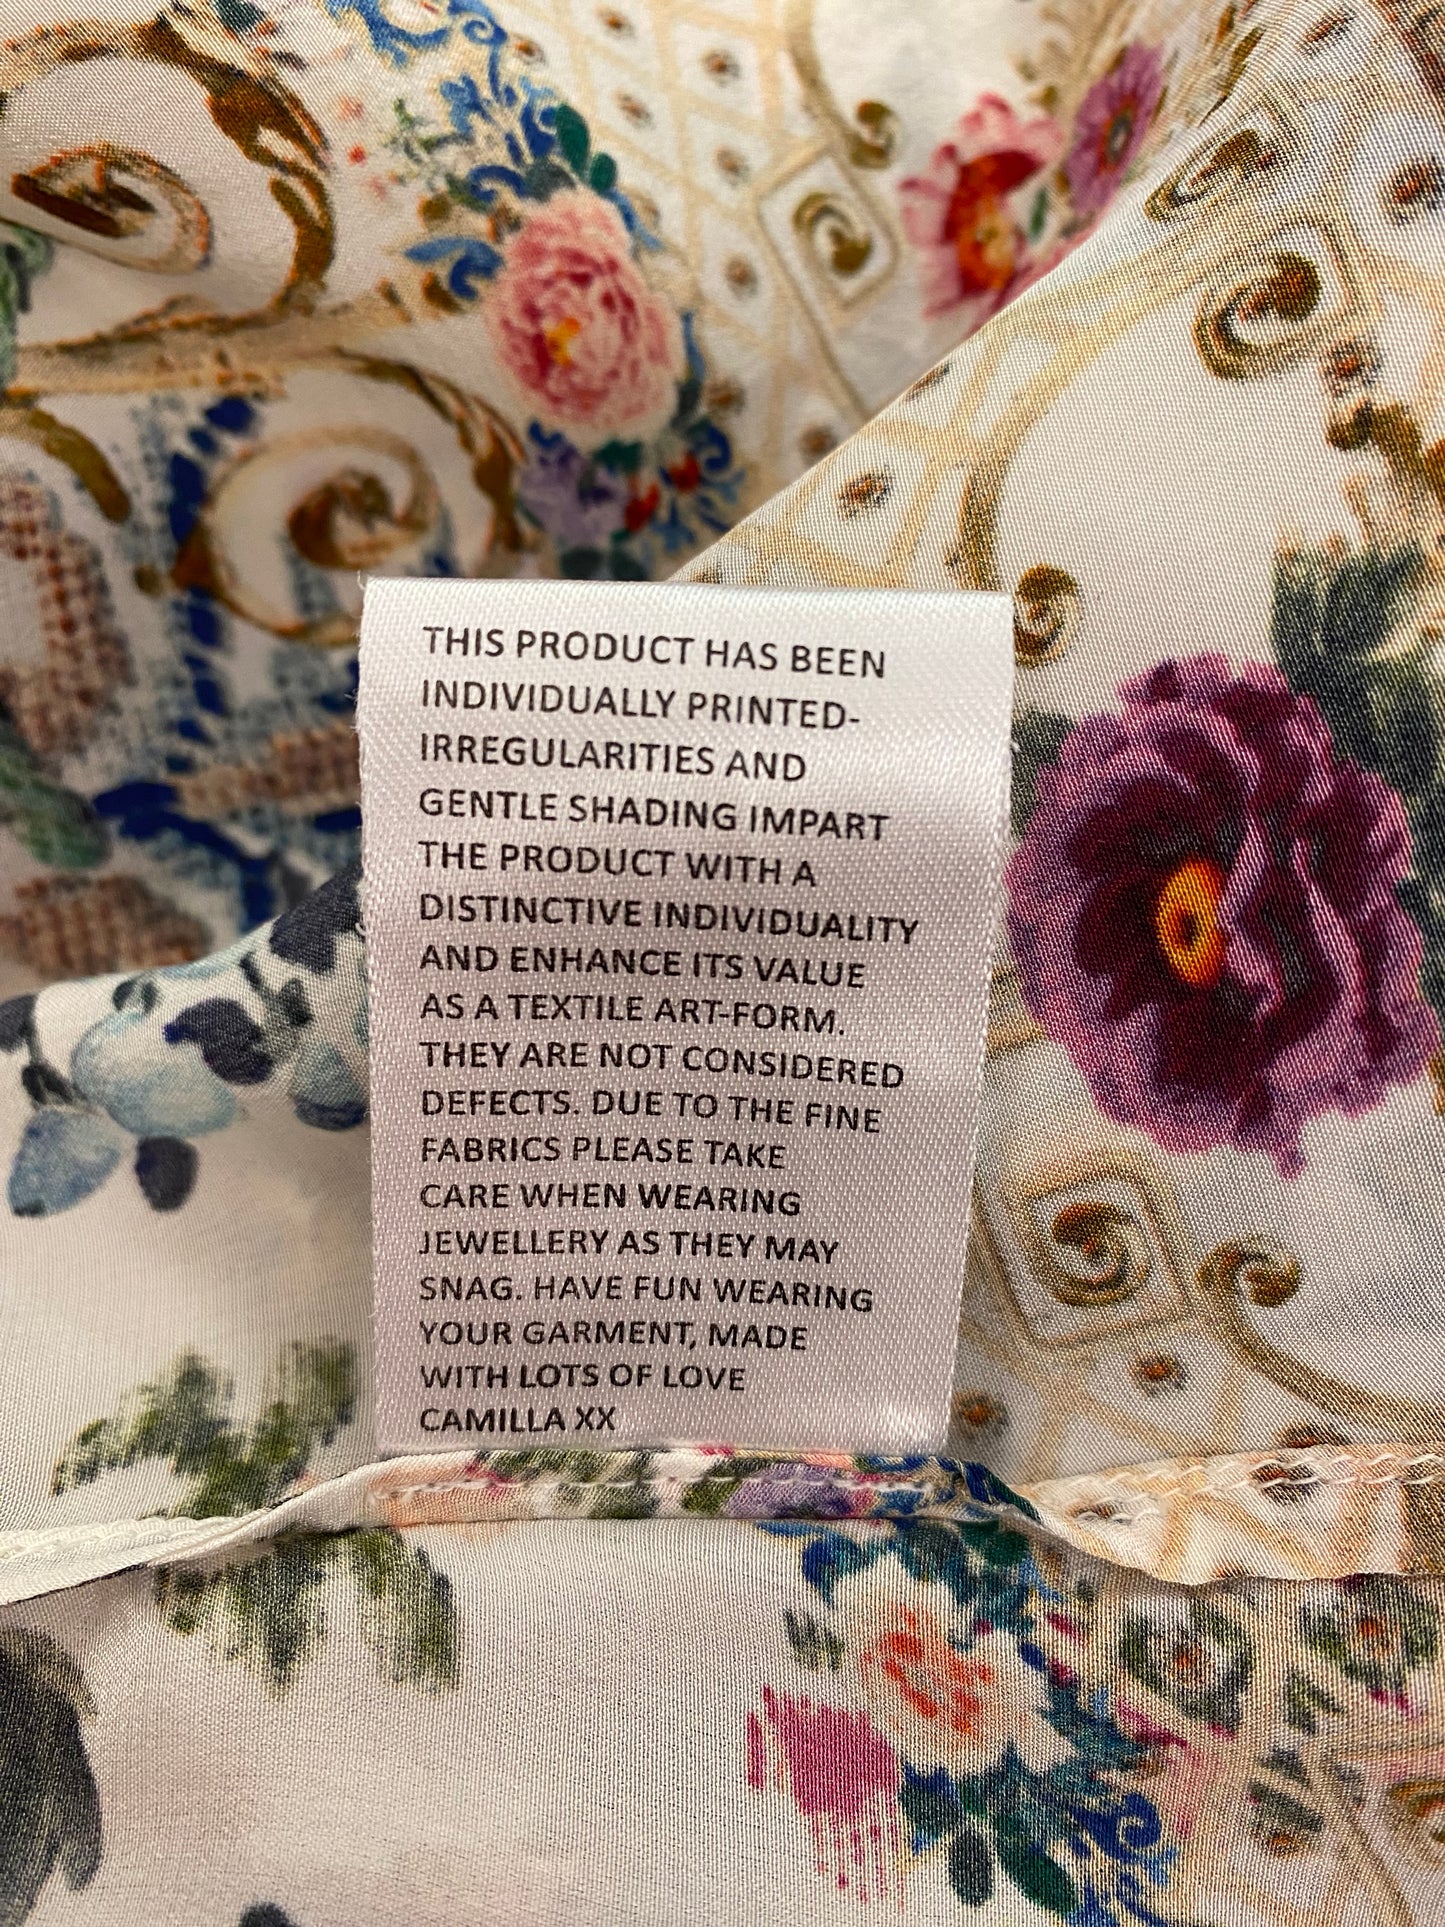 THIS PRODUCT HAS BEEN
INDIVIDUALLY PRINTED-
IRREGULARITIES AND
GENTLE SHADING IMPART
THE PRODUCT WITH A
DISTINCTIVE INDIVIDUALITY
AND ENHANCE ITS VALUE
AS A TEXTILE ART-FORM.
THEY ARE NOT CONSIDERED
DEFECTS. DUE TO THE FINE
FABRICS PLEASE TAKE
CARE WHEN WEARING
JEWELLERY AS THEY MAY
SNAG. HAVE FUN WEARING
YOUR GARMENT, MADE
WITH LOTS OF LOVE
CAMILLA XX